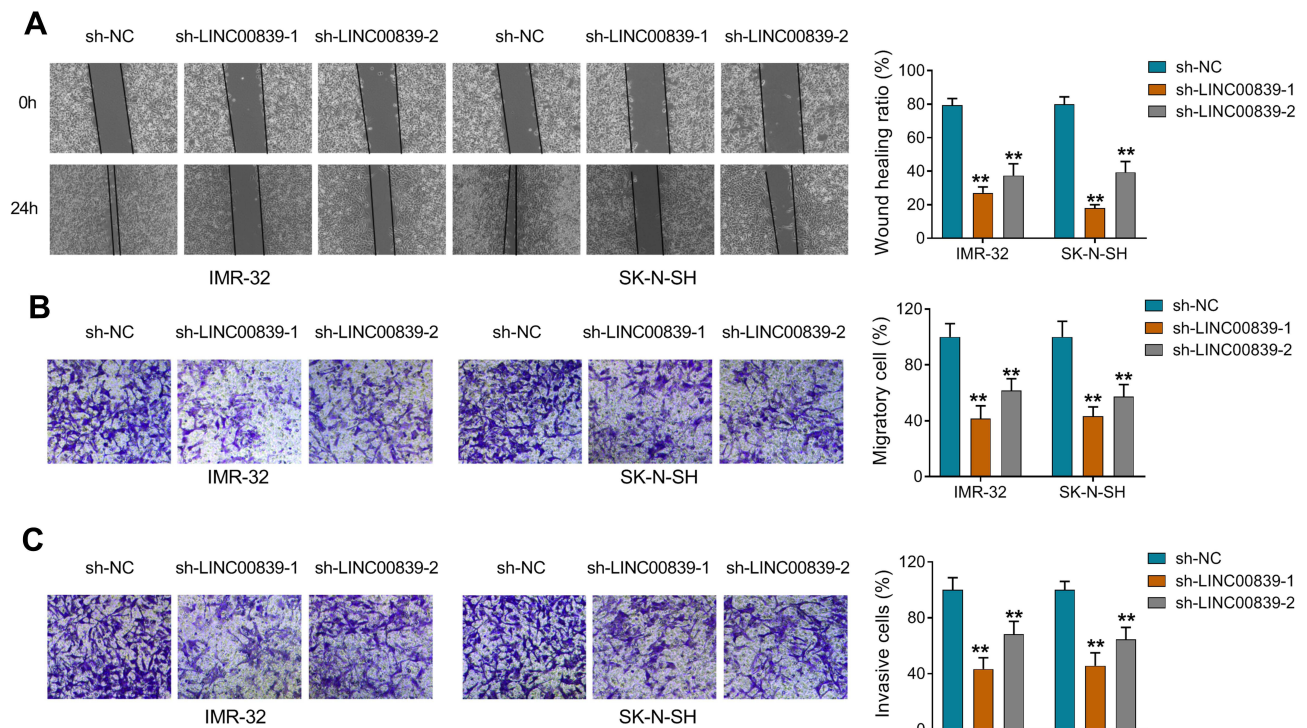 A
sh-NC sh-LINC00839-1 sh-LINC00839-2 sh-NC sh-LINC00839-1 sh-LINC00839-2
0h
24h
IMR-32 SK-N-SH
Wound healing ratio (%)
100
80
60
40
20
0
** ** ** **
IMR-32 SK-N-SH
sh-NC
sh-LINC00839-1
sh-LINC00839-2
B
sh-NC sh-LINC00839-1 sh-LINC00839-2 sh-NC sh-LINC00839-1 sh-LINC00839-2
IMR-32 SK-N-SH
Migratory cell (%)
120
80
40
0
** ** ** **
IMR-32 SK-N-SH
sh-NC
sh-LINC00839-1
sh-LINC00839-2
C
sh-NC sh-LINC00839-1 sh-LINC00839-2 sh-NC sh-LINC00839-1 sh-LINC00839-2
IMR-32 SK-N-SH
Invasive cells (%)
120
80
40
0
** ** ** **
sh-NC
sh-LINC00839-1
sh-LINC00839-2